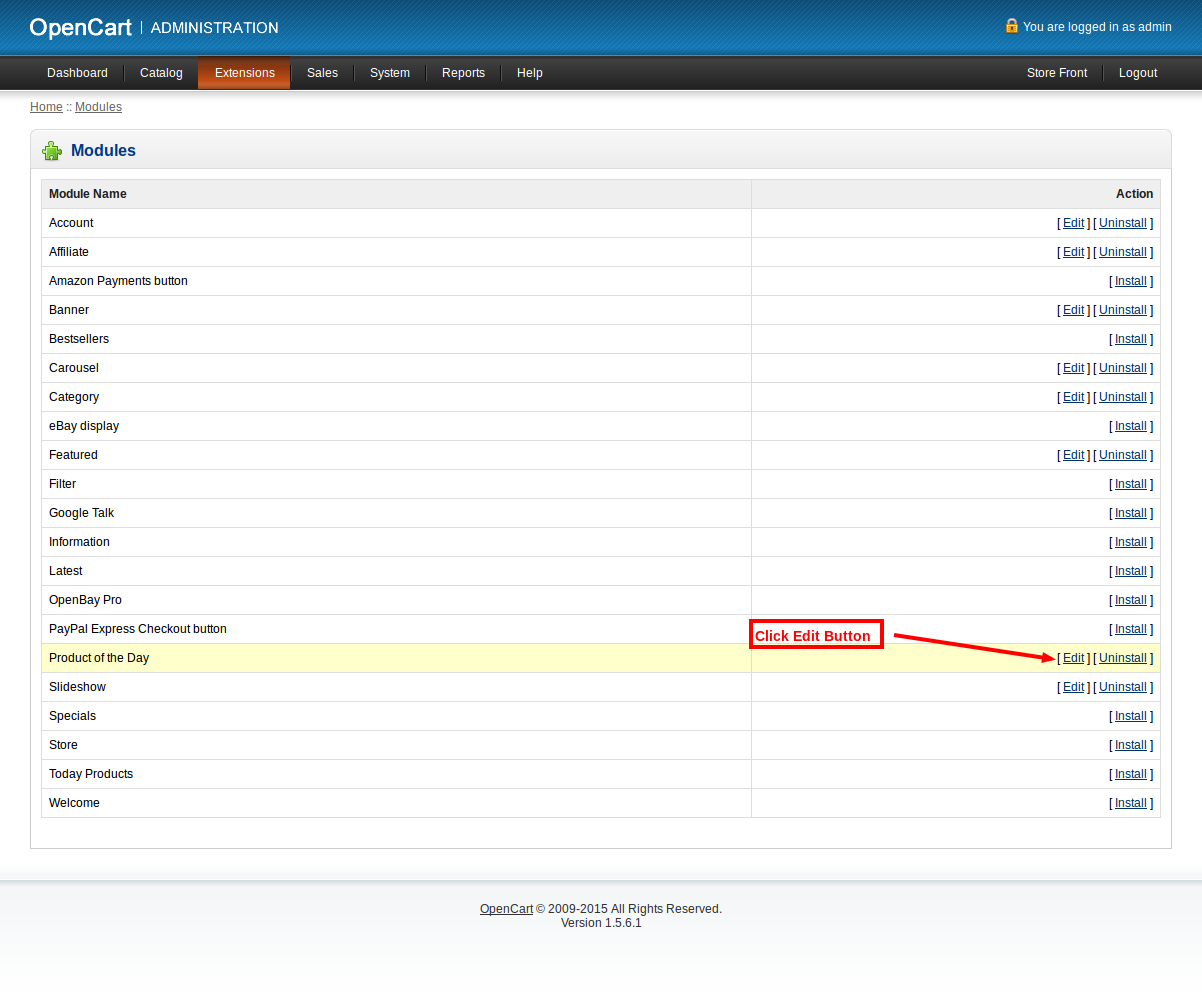 OpenCart | ADMINISTRATION You are logged in as admin
Dashboard Catalog Extensions Sales System Reports Help Store Front Logout
Home :: Modules
Modules
Module Name Action
Account [ Edit ] [ Uninstall ]
Affiliate [ Edit ] [ Uninstall ]
Amazon Payments button [ Install ]
Banner [ Edit ] [ Uninstall ]
Bestsellers [ Install ]
Carousel [ Edit ] [ Uninstall ]
Category [ Edit ] [ Uninstall ]
eBay display [ Install ]
Featured [ Edit ] [ Uninstall ]
Filter [ Install ]
Google Talk [ Install ]
Information [ Install ]
Latest [ Install ]
OpenBay Pro [ Install ]
PayPal Express Checkout button [ Install ]
Click Edit Button
Product of the Day [ Edit ] [ Uninstall ]
Slideshow [ Edit ] [ Uninstall ]
Specials [ Install ]
Store [ Install ]
Today Products [ Install ]
Welcome [ Install ]
OpenCart © 2009-2015 All Rights Reserved.
Version 1.5.6.1